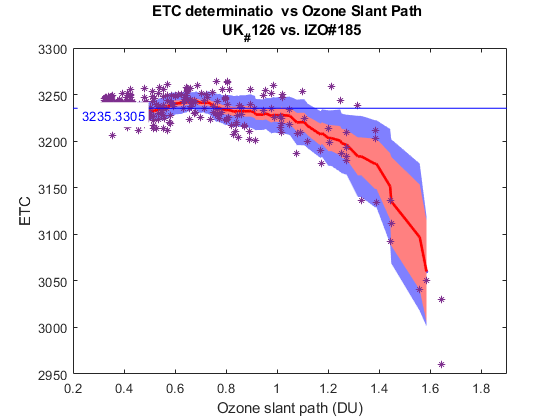 ETC determinatio vs Ozone Slant Path
UK#126 vs. IZO#185
3300
3250
3235.3305
3200
3150
3100
3050
3000
2950
ETC
0.2 0.4 0.6 0.8 1 1.2 1.4 1.6 1.8
Ozone slant path (DU)